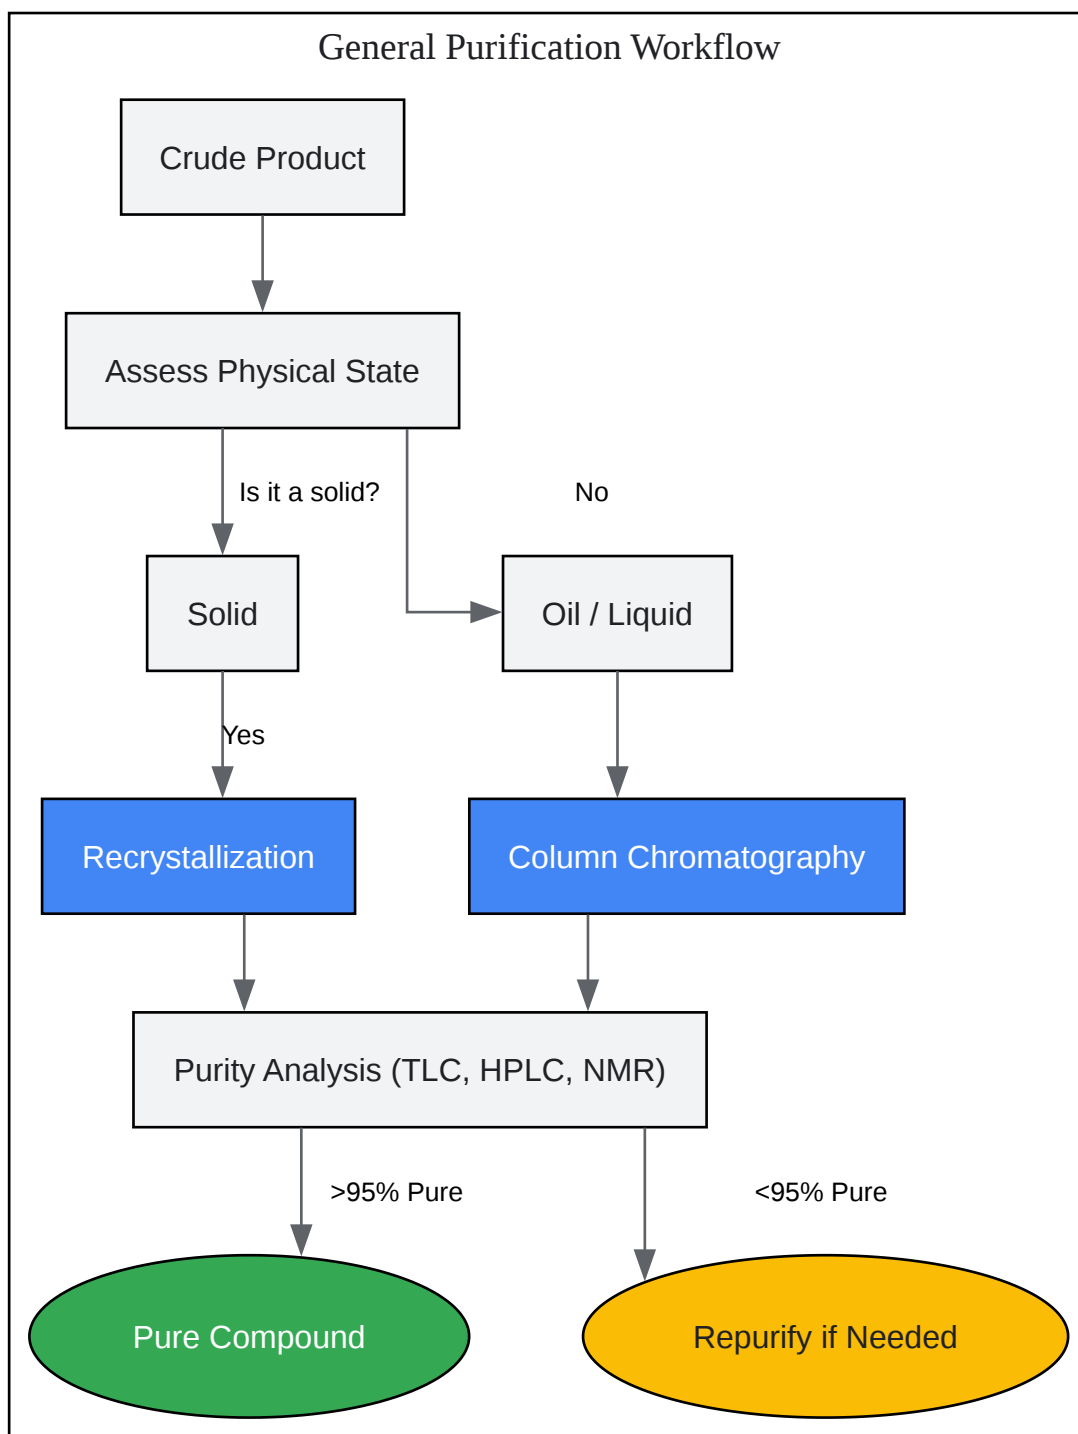 General Purification Workflow
Crude Product
Assess Physical State
Is it a solid?
No
Solid
Oil / Liquid
Yes
Recrystallization
Column Chromatography
Purity Analysis (TLC, HPLC, NMR)
>95% Pure
<95% Pure
Pure Compound
Repurify if Needed